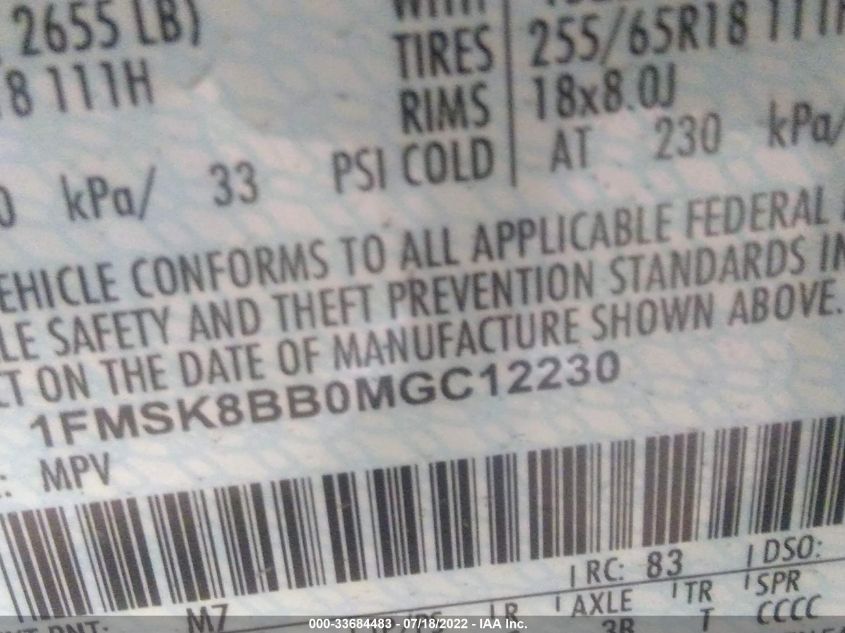 2655 LB)
TIRES 255/65R18 111H
8 111H
RIMS 18x8.0J
kPa/ 33 PSI COLD AT 230 kPa/
EHICLE CONFORMS TO ALL APPLICABLE FEDERAL
LE SAFETY AND THEFT PREVENTION STANDARDS IN
CT ON THE DATE OF MANUFACTURE SHOWN ABOVE.
1FMSK8BB0MGC12230
: MPV
RC: 83 DSO:
AXLE TR SPR
M7
T CCCC
000-33684483 - 07/18/2022 - IAA Inc.